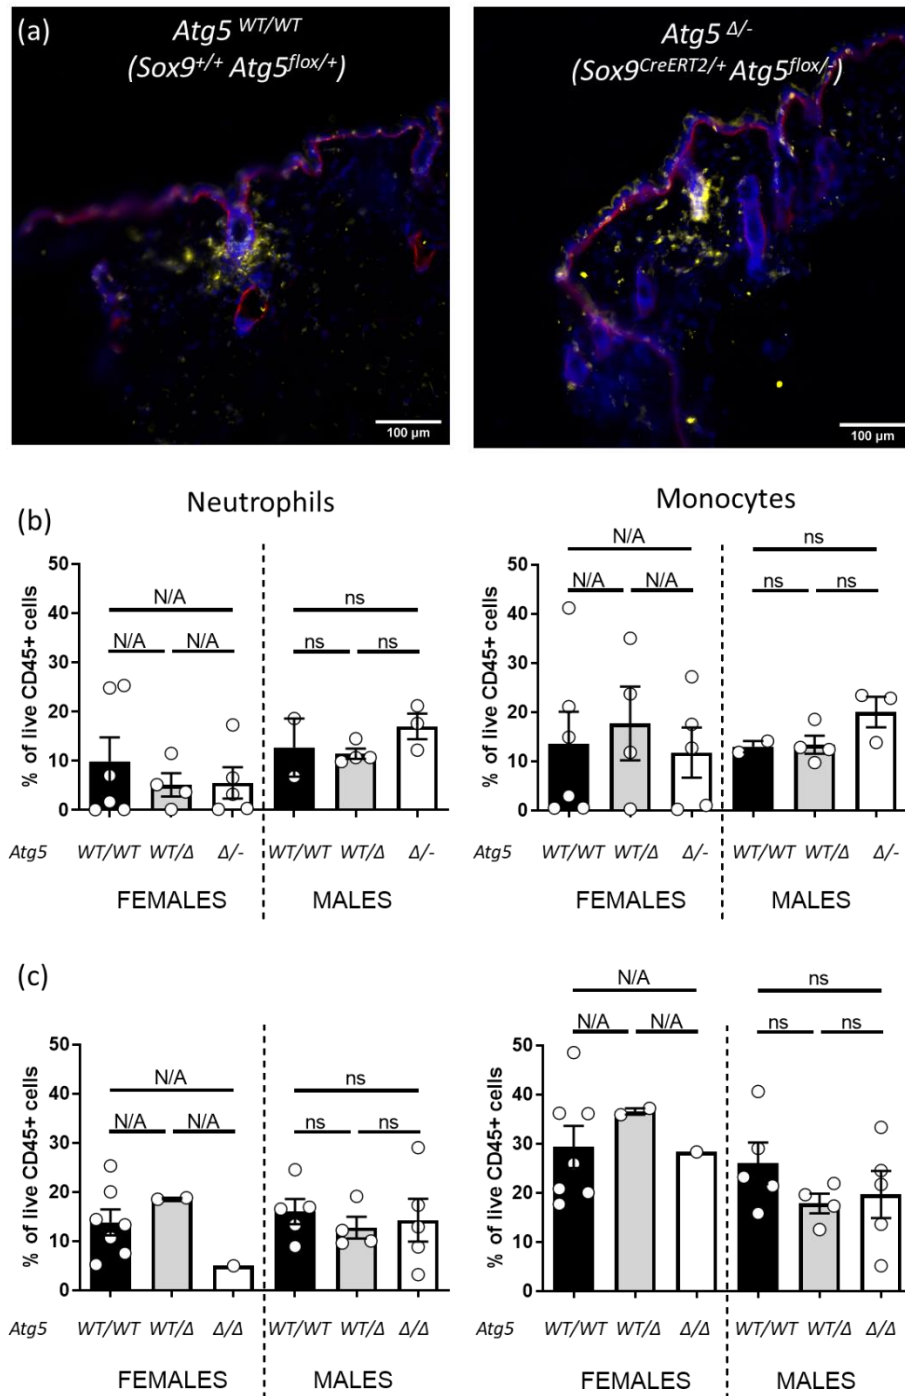 (a)
Atg5 WT/WT
(Sox9+/+ Atg5flox/+)
100 µm
Atg5 Δ/-
(Sox9CreERT2/+ Atg5flox/-)
100 µm
(b)
Neutrophils
% of live CD45+ cells
50
40
30
20
10
0
N/A
N/A N/A
ns
ns ns
Atg5 WT/WT WT/Δ Δ/- WT/WT WT/Δ Δ/-
FEMALES MALES
Monocytes
% of live CD45+ cells
50
40
30
20
10
0
N/A
N/A N/A
ns
ns ns
Atg5 WT/WT WT/Δ Δ/- WT/WT WT/Δ Δ/-
FEMALES MALES
(c)
% of live CD45+ cells
50
40
30
20
10
0
N/A
N/A N/A
ns
ns ns
Atg5 WT/WT WT/Δ Δ/Δ WT/WT WT/Δ Δ/Δ
FEMALES MALES
% of live CD45+ cells
50
40
30
20
10
0
N/A
N/A N/A
ns
ns ns
Atg5 WT/WT WT/Δ Δ/Δ WT/WT WT/Δ Δ/Δ
FEMALES MALES